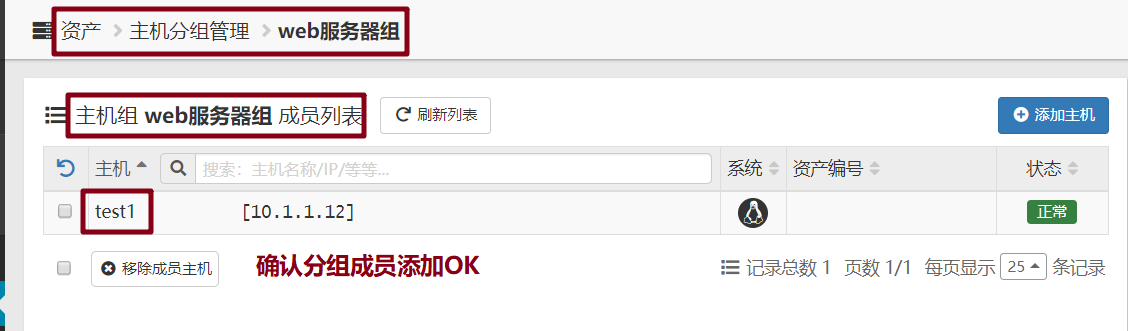 资产 主机分组管理 web服务器组
主机组 web服务器组 成员列表 刷新列表 添加主机
主机 搜索：主机名称/IP/等等... 系统 资产编号 状态
test1 [10.1.1.12] 正常
移除成员主机 确认分组成员添加OK 记录总数 1 页数 1/1 每页显示 25 条记录